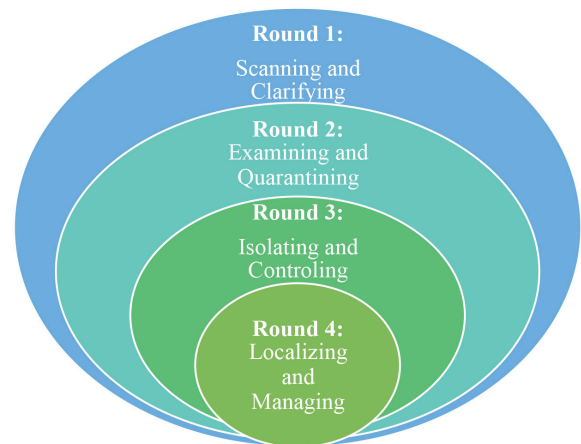 Round 1:
Scanning and
Clarifying
Round 2:
Examining and
Quarantining
Round 3:
Isolating and
Controling
Round 4:
Localizing
and
Managing